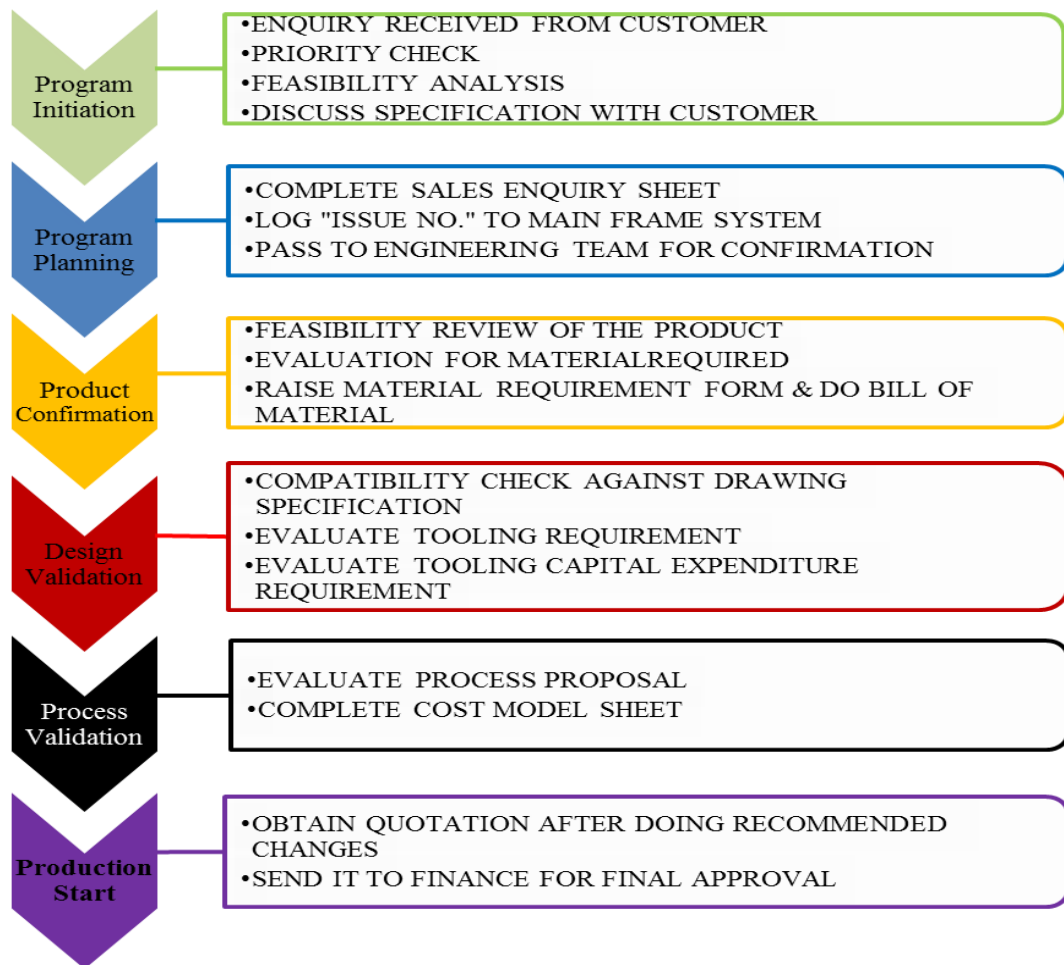 Program
Initiation
•ENQUIRY RECEIVED FROM CUSTOMER
•PRIORITY CHECK
•FEASIBILITY ANALYSIS
•DISCUSS SPECIFICATION WITH CUSTOMER
Program
Planning
•COMPLETE SALES ENQUIRY SHEET
•LOG "ISSUE NO." TO MAIN FRAME SYSTEM
•PASS TO ENGINEERING TEAM FOR CONFIRMATION
Product
Confirmation
•FEASIBILITY REVIEW OF THE PRODUCT
•EVALUATION FOR MATERIALREQUIRED
•RAISE MATERIAL REQUIREMENT FORM & DO BILL OF
MATERIAL
Design
Validation
•COMPATIBILITY CHECK AGAINST DRAWING
SPECIFICATION
•EVALUATE TOOLING REQUIREMENT
•EVALUATE TOOLING CAPITAL EXPENDITURE
REQUIREMENT
Process
Validation
•EVALUATE PROCESS PROPOSAL
•COMPLETE COST MODEL SHEET
Production
Start
•OBTAIN QUOTATION AFTER DOING RECOMMENDED
CHANGES
•SEND IT TO FINANCE FOR FINAL APPROVAL